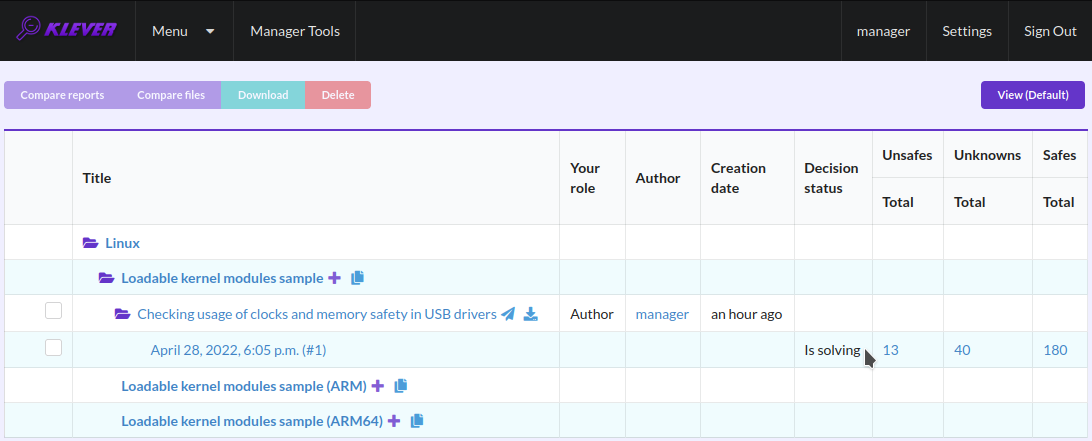 KLEVER Menu Manager Tools manager Settings Sign Out
Compare reports Compare files Download Delete View (Default)
Title Your role Author Creation date Decision status Unsafes Unknowns Safes
Total Total Total
Linux
Loadable kernel modules sample
Checking usage of clocks and memory safety in USB drivers Author manager an hour ago
April 28, 2022, 6:05 p.m. (#1) Is solving 13 40 180
Loadable kernel modules sample (ARM)
Loadable kernel modules sample (ARM64)